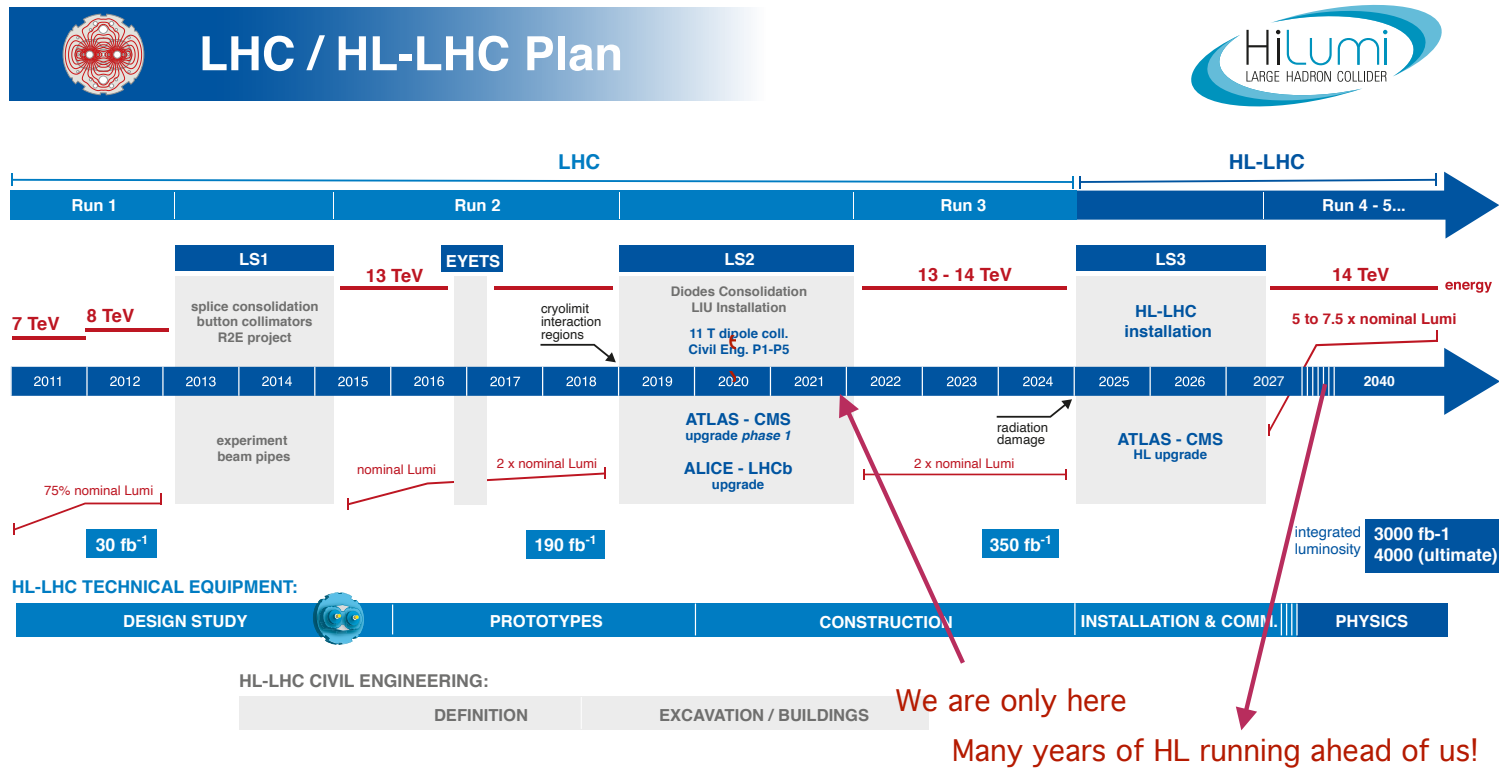 LHC / HL-LHC Plan
HiLumi
LARGE HADRON COLLIDER
LHC
HL-LHC
Run 1
Run 2
Run 3
Run 4 - 5...
LS1
EYETS
LS2
LS3
13 TeV
13 - 14 TeV
14 TeV
energy
7 TeV
8 TeV
splice consolidation
button collimators
R2E project
cryolimit
interaction
regions
Diodes Consolidation
LIU Installation
11 T dipole coll.
Civil Eng. P1-P5
HL-LHC
installation
5 to 7.5 x nominal Lumi
2011
2012
2013
2014
2015
2016
2017
2018
2019
2020
2021
2022
2023
2024
2025
2026
2027
2040
experiment
beam pipes
ATLAS - CMS
upgrade phase 1
ALICE - LHCb
upgrade
radiation
damage
ATLAS - CMS
HL upgrade
75% nominal Lumi
nominal Lumi
2 x nominal Lumi
2 x nominal Lumi
30 fb⁻¹
190 fb⁻¹
350 fb⁻¹
integrated
luminosity
3000 fb-1
4000 (ultimate)
HL-LHC TECHNICAL EQUIPMENT:
DESIGN STUDY
PROTOTYPES
CONSTRUCTION
INSTALLATION & COMM.
PHYSICS
HL-LHC CIVIL ENGINEERING:
DEFINITION
EXCAVATION / BUILDINGS
We are only here
Many years of HL running ahead of us!